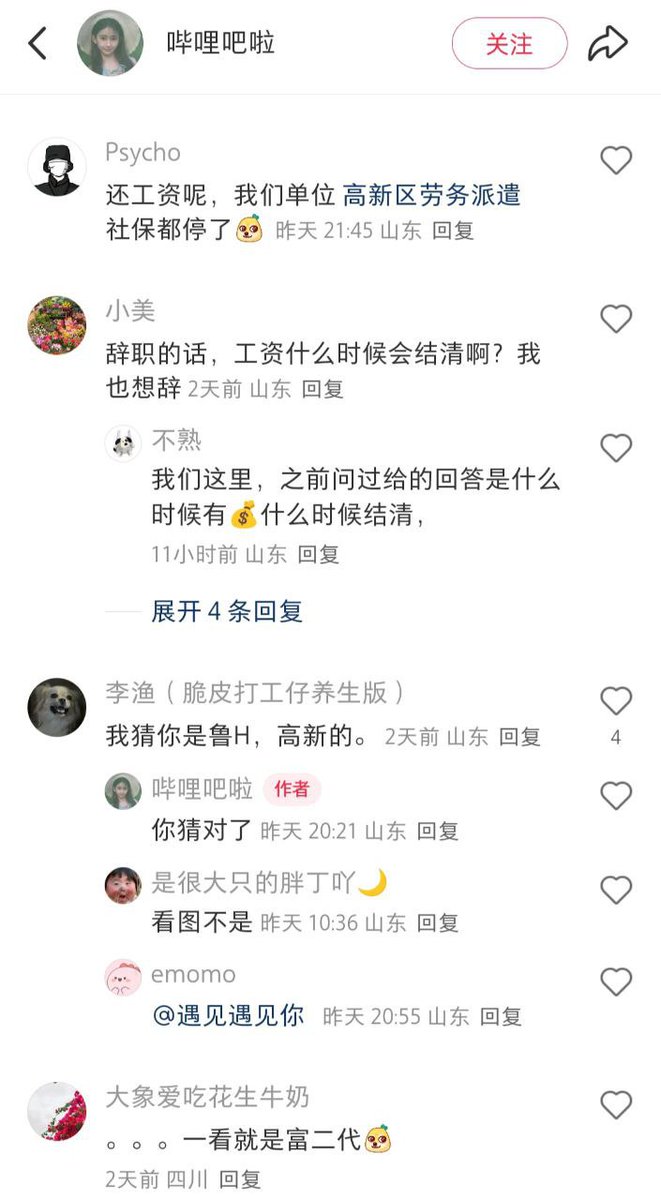 哔哩吧啦
关注
Psycho
还工资呢，我们单位 高新区劳务派遣
社保都停了 昨天 21:45 山东 回复
小美
辞职的话，工资什么时候会结清啊？我
也想辞 2天前 山东 回复
不熟
我们这里，之前问过给的回答是什么
时候有💰什么时候结清，
11小时前 山东 回复
展开 4 条回复
李渔（脆皮打工仔养生版）
我猜你是鲁H，高新的。 2天前 山东 回复
4
哔哩吧啦 作者
你猜对了 昨天 20:21 山东 回复
是很大只的胖丁吖🌙
看图不是 昨天 10:36 山东 回复
emomo
@遇见遇见你 昨天 20:55 山东 回复
大象爱吃花生牛奶
。。。一看就是富二代
2天前 四川 回复